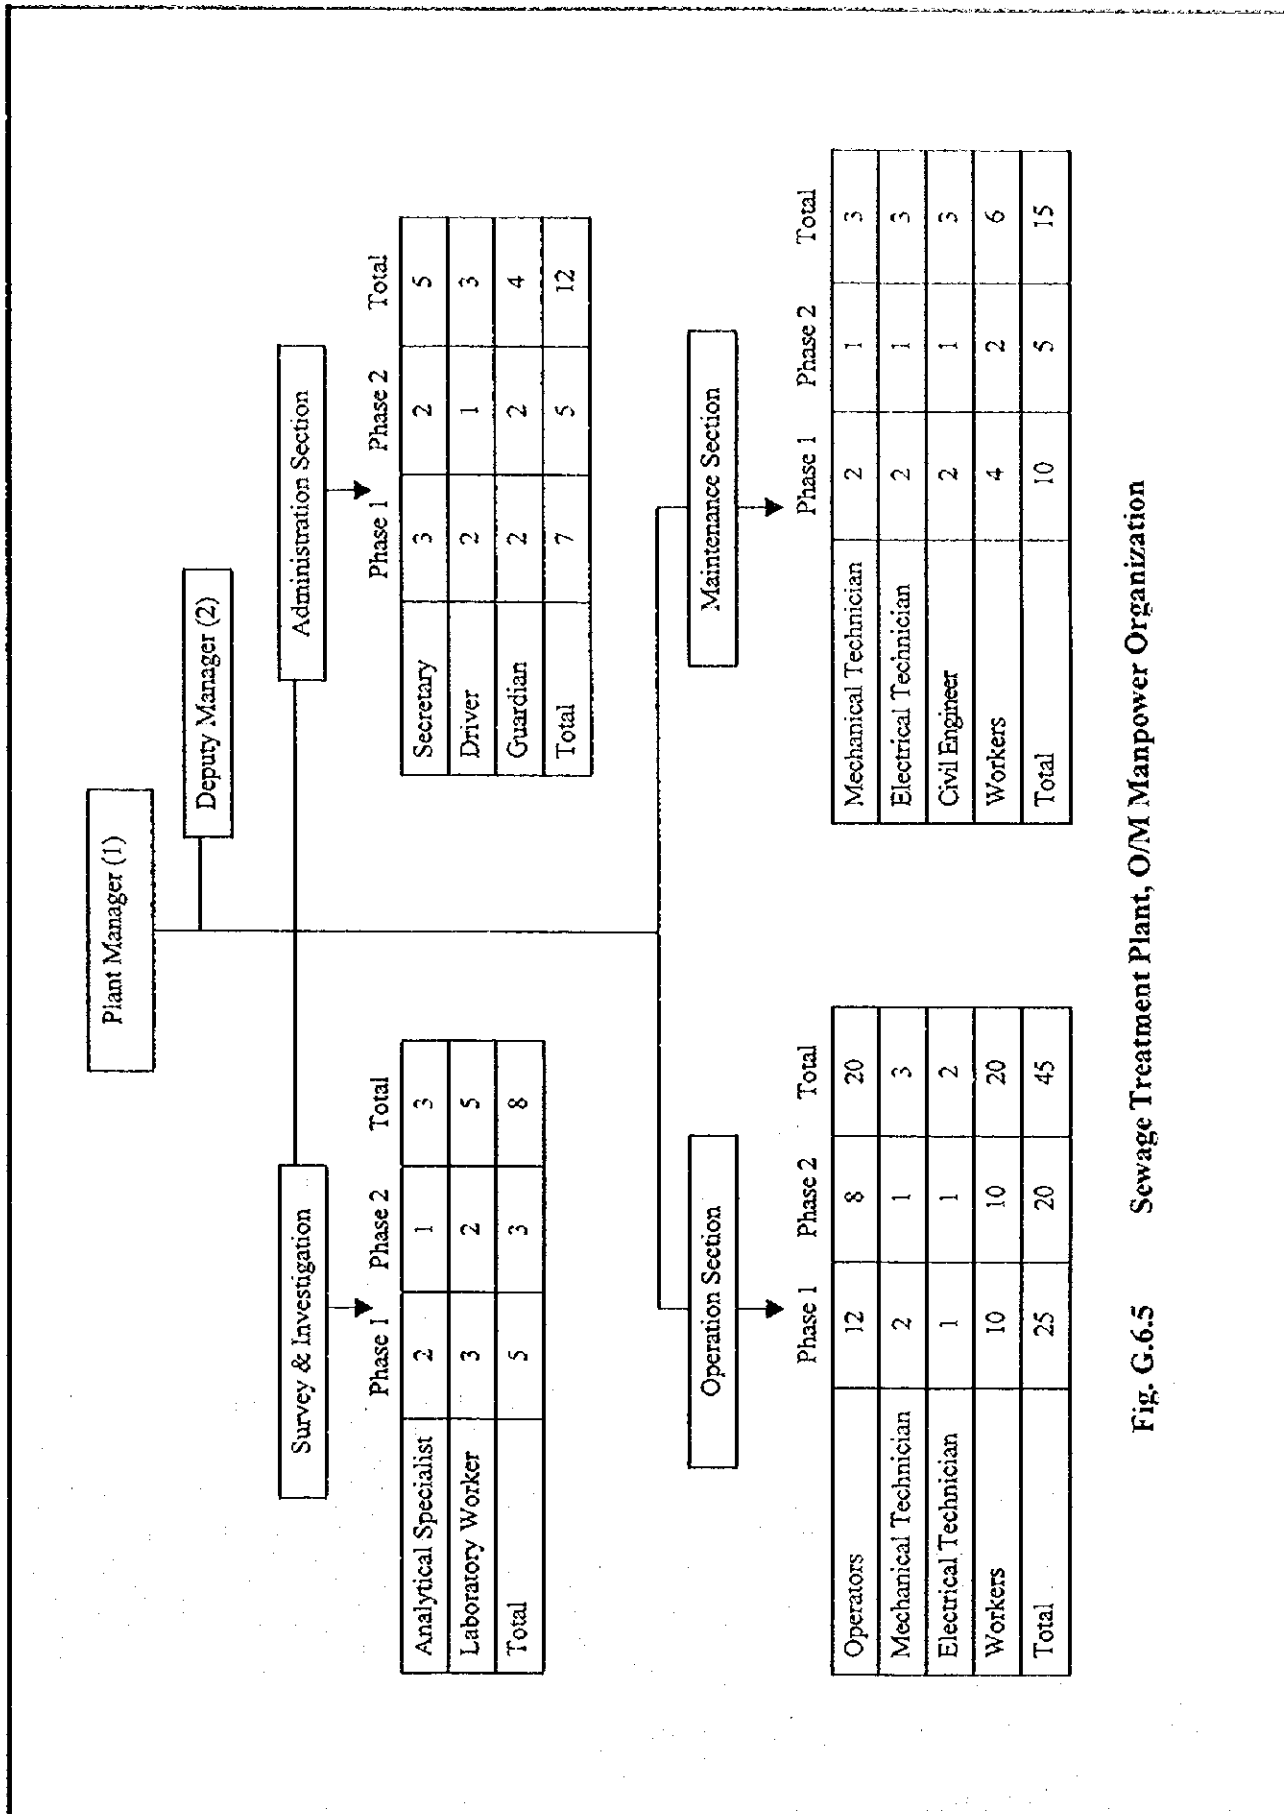 Plant Manager (1)
Deputy Manager (2)
Survey & Investigation
Administration Section
Phase 1 Phase 2 Total
Analytical Specialist 2 1 3
Laboratory Worker 3 2 5
Total 5 3 8
Phase 1 Phase 2 Total
Secretary 3 2 5
Driver 2 1 3
Guardian 2 2 4
Total 7 5 12
Operation Section
Maintenance Section
Phase 1 Phase 2 Total
Operators 12 8 20
Mechanical Technician 2 1 3
Electrical Technician 1 1 2
Workers 10 10 20
Total 25 20 45
Phase 1 Phase 2 Total
Mechanical Technician 2 1 3
Electrical Technician 2 1 3
Civil Engineer 2 1 3
Workers 4 2 6
Total 10 5 15
Fig. G.6.5 Sewage Treatment Plant, O/M Manpower Organization